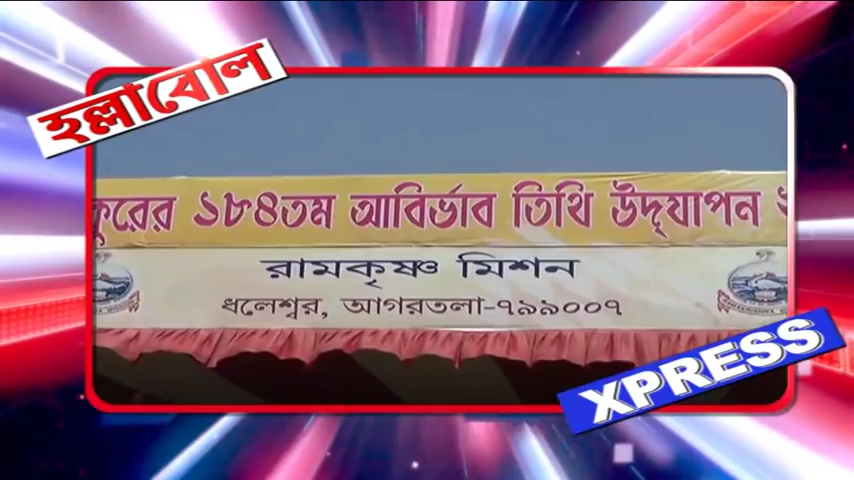 হল্লাবোল
কুরের ১৮৪তম আবির্ভাব তিথি উদ্‌যাপন
রামকৃষ্ণ মিশন
ধলেশ্বর, আগরতলা-৭৯৯০০৭
XPRESS